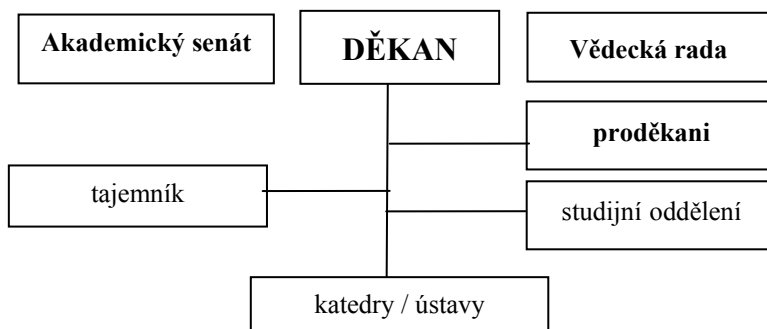 Akademický senát
DĚKAN
Vědecká rada
proděkani
tajemník
studijní oddělení
katedry / ústavy